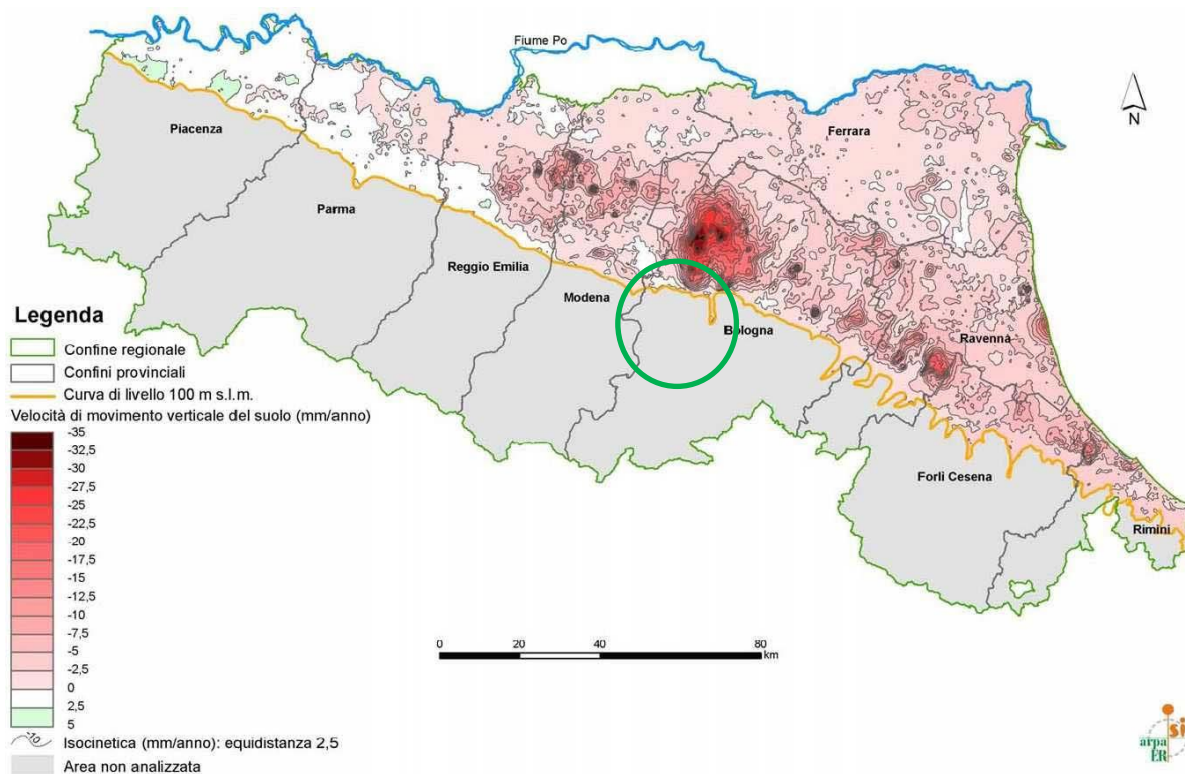 Fiume Po
N
Piacenza
Ferrara
Parma
Reggio Emilia
Modena
Bologna
Ravenna
Forli Cesena
Rimini
Legenda
Confine regionale
Confini provinciali
Curva di livello 100 m s.l.m.
Velocità di movimento verticale del suolo (mm/anno)
-35
-32,5
-30
-27,5
-25
-22,5
-20
-17,5
-15
-12,5
-10
-7,5
-5
-2,5
0
2,5
5
-10
Isocinetica (mm/anno): equidistanza 2,5
Area non analizzata
0 20 40 80
km
si
arpa
ER